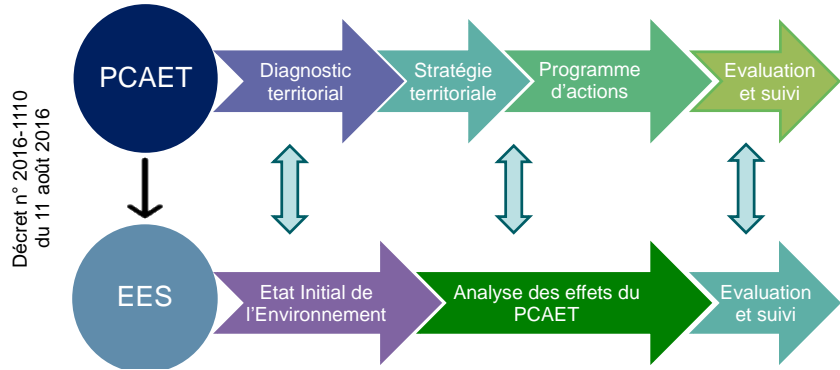 Décret n° 2016-1110
du 11 août 2016
PCAET
Diagnostic
territorial
Stratégie
territoriale
Programme
d'actions
Evaluation
et suivi
EES
Etat Initial de
l'Environnement
Analyse des effets du
PCAET
Evaluation
et suivi